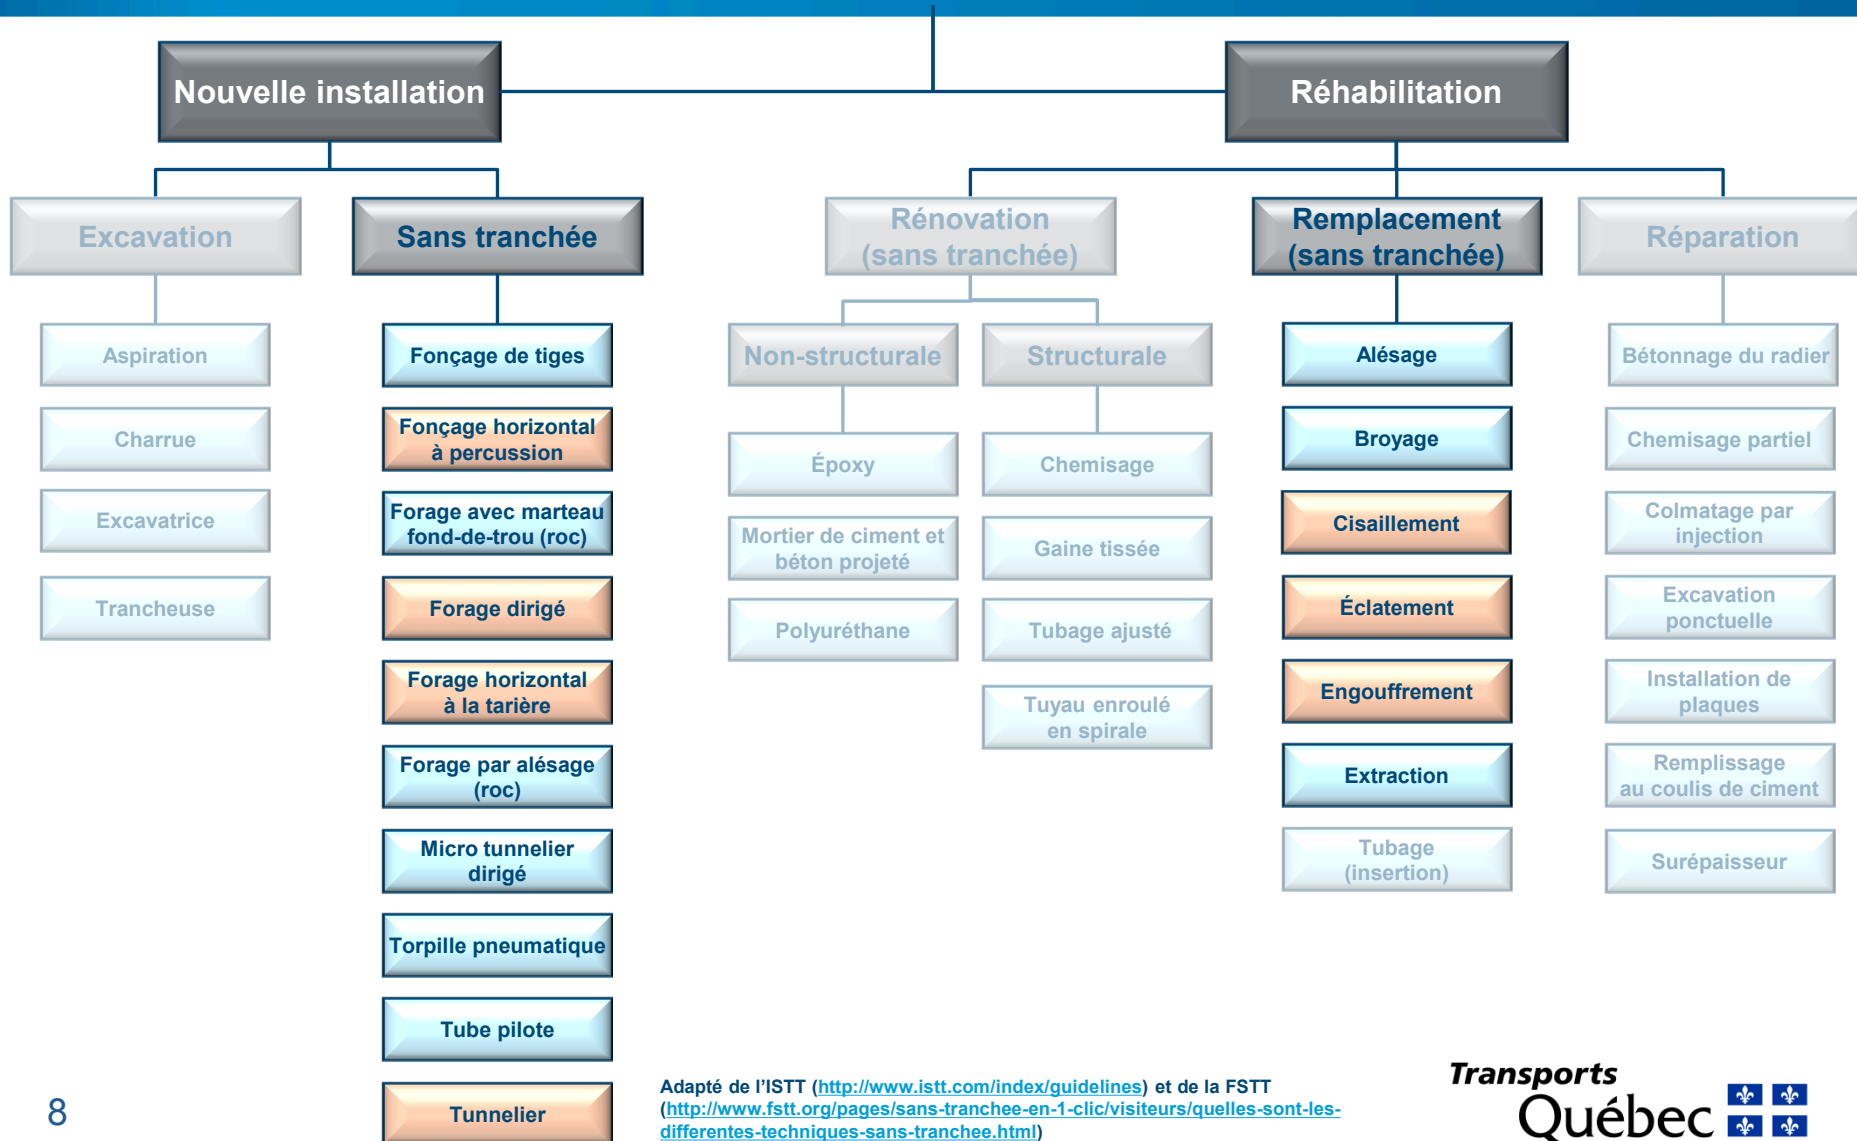 Nouvelle installation
Réhabilitation
Excavation
Sans tranchée
Rénovation
(sans tranchée)
Remplacement
(sans tranchée)
Réparation
Aspiration
Charrue
Excavatrice
Trancheuse
Fonçage de tiges
Fonçage horizontal
à percussion
Forage avec marteau
fond-de-trou (roc)
Forage dirigé
Forage horizontal
à la tarière
Forage par alésage
(roc)
Micro tunnelier
dirigé
Torpille pneumatique
Tube pilote
Tunnelier
Non-structurale
Époxy
Mortier de ciment et
béton projeté
Polyuréthane
Structurale
Chemisage
Gaine tissée
Tubage ajusté
Tuyau enroulé
en spirale
Alésage
Broyage
Cisaillement
Éclatement
Engouffrement
Extraction
Tubage
(insertion)
Bétonnage du radier
Chemisage partiel
Colmatage par
injection
Excavation
ponctuelle
Installation de
plaques
Remplissage
au coulis de ciment
Surépaisseur
8
Adapté de l'ISTT (http://www.istt.com/index/guidelines) et de la FSTT
(http://www.fstt.org/pages/sans-tranchee-en-1-clic/visiteurs/quelles-sont-les-
differentes-techniques-sans-tranchee.html)
Transports
Québec